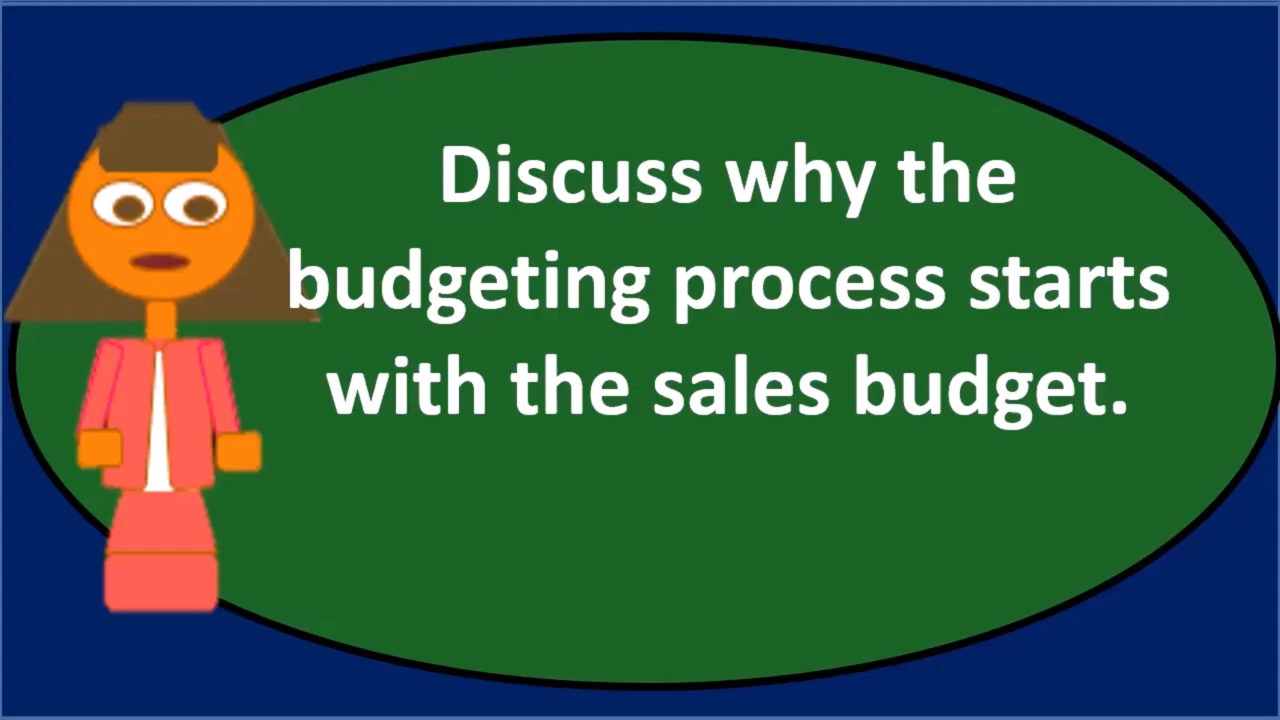 Discuss why the
budgeting process starts
with the sales budget.